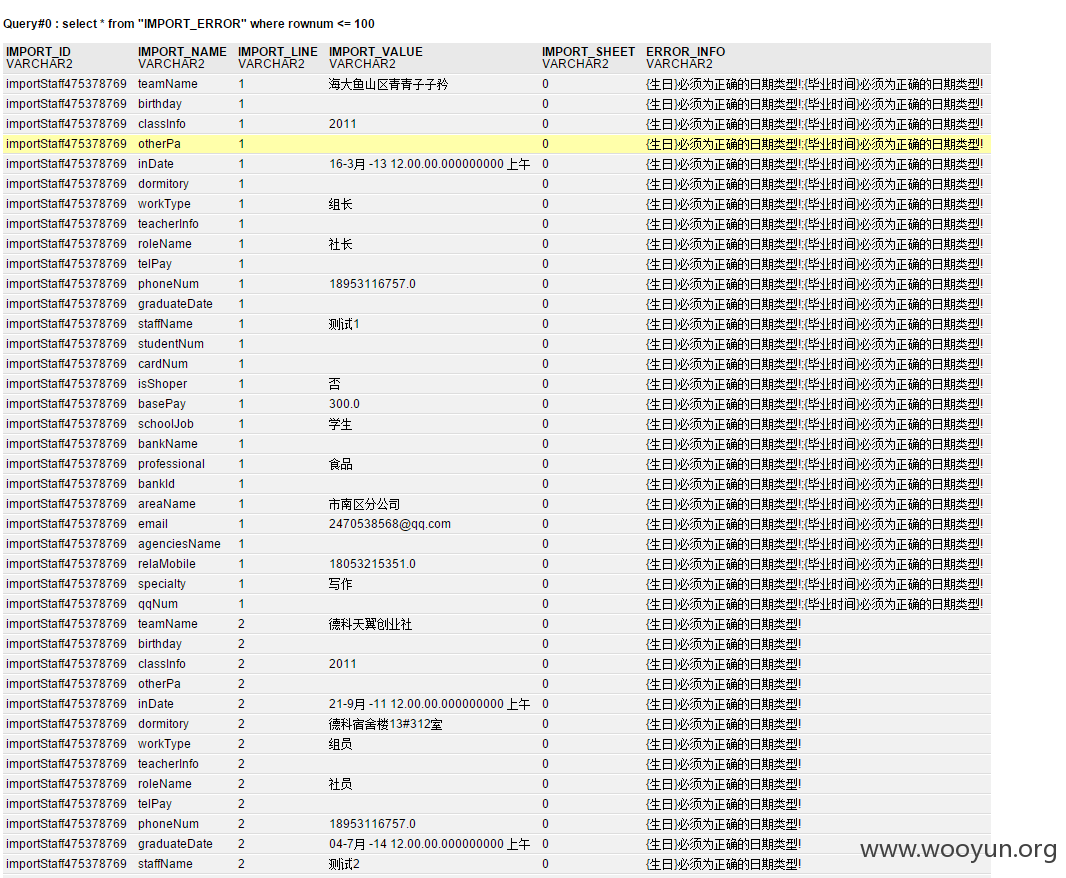 Query#0 : select * from "IMPORT_ERROR" where rownum <= 100
IMPORT_ID IMPORT_NAME IMPORT_LINE IMPORT_VALUE IMPORT_SHEET ERROR_INFO
VARCHAR2 VARCHAR2 VARCHAR2 VARCHAR2 VARCHAR2 VARCHAR2
importStaff475378769 teamName 1 海大鱼山区青青子子衿 0 {生日}必须为正确的日期类型!;{毕业时间}必须为正确的日期类型!
importStaff475378769 birthday 1 0 {生日}必须为正确的日期类型!;{毕业时间}必须为正确的日期类型!
importStaff475378769 classInfo 1 2011 0 {生日}必须为正确的日期类型!;{毕业时间}必须为正确的日期类型!
importStaff475378769 otherPa 1 0 {生日}必须为正确的日期类型!;{毕业时间}必须为正确的日期类型!
importStaff475378769 inDate 1 16-3月 -13 12.00.00.000000000 上午 0 {生日}必须为正确的日期类型!;{毕业时间}必须为正确的日期类型!
importStaff475378769 dormitory 1 0 {生日}必须为正确的日期类型!;{毕业时间}必须为正确的日期类型!
importStaff475378769 workType 1 组长 0 {生日}必须为正确的日期类型!;{毕业时间}必须为正确的日期类型!
importStaff475378769 teacherInfo 1 0 {生日}必须为正确的日期类型!;{毕业时间}必须为正确的日期类型!
importStaff475378769 roleName 1 社长 0 {生日}必须为正确的日期类型!;{毕业时间}必须为正确的日期类型!
importStaff475378769 telPay 1 0 {生日}必须为正确的日期类型!;{毕业时间}必须为正确的日期类型!
importStaff475378769 phoneNum 1 18953116757.0 0 {生日}必须为正确的日期类型!;{毕业时间}必须为正确的日期类型!
importStaff475378769 graduateDate 1 0 {生日}必须为正确的日期类型!;{毕业时间}必须为正确的日期类型!
importStaff475378769 staffName 1 测试1 0 {生日}必须为正确的日期类型!;{毕业时间}必须为正确的日期类型!
importStaff475378769 studentNum 1 0 {生日}必须为正确的日期类型!;{毕业时间}必须为正确的日期类型!
importStaff475378769 cardNum 1 0 {生日}必须为正确的日期类型!;{毕业时间}必须为正确的日期类型!
importStaff475378769 isShoper 1 否 0 {生日}必须为正确的日期类型!;{毕业时间}必须为正确的日期类型!
importStaff475378769 basePay 1 300.0 0 {生日}必须为正确的日期类型!;{毕业时间}必须为正确的日期类型!
importStaff475378769 schoolJob 1 学生 0 {生日}必须为正确的日期类型!;{毕业时间}必须为正确的日期类型!
importStaff475378769 bankName 1 0 {生日}必须为正确的日期类型!;{毕业时间}必须为正确的日期类型!
importStaff475378769 professional 1 食品 0 {生日}必须为正确的日期类型!;{毕业时间}必须为正确的日期类型!
importStaff475378769 bankId 1 0 {生日}必须为正确的日期类型!;{毕业时间}必须为正确的日期类型!
importStaff475378769 areaName 1 市南区分公司 0 {生日}必须为正确的日期类型!;{毕业时间}必须为正确的日期类型!
importStaff475378769 email 1 2470538568@qq.com 0 {生日}必须为正确的日期类型!;{毕业时间}必须为正确的日期类型!
importStaff475378769 agenciesName 1 0 {生日}必须为正确的日期类型!;{毕业时间}必须为正确的日期类型!
importStaff475378769 relaMobile 1 18053215351.0 0 {生日}必须为正确的日期类型!;{毕业时间}必须为正确的日期类型!
importStaff475378769 specialty 1 写作 0 {生日}必须为正确的日期类型!;{毕业时间}必须为正确的日期类型!
importStaff475378769 qqNum 1 0 {生日}必须为正确的日期类型!;{毕业时间}必须为正确的日期类型!
importStaff475378769 teamName 2 德科天翼创业社 0 {生日}必须为正确的日期类型!
importStaff475378769 birthday 2 0 {生日}必须为正确的日期类型!
importStaff475378769 classInfo 2 2011 0 {生日}必须为正确的日期类型!
importStaff475378769 otherPa 2 0 {生日}必须为正确的日期类型!
importStaff475378769 inDate 2 21-9月 -11 12.00.00.000000000 上午 0 {生日}必须为正确的日期类型!
importStaff475378769 dormitory 2 德科宿舍楼13#312室 0 {生日}必须为正确的日期类型!
importStaff475378769 workType 2 组员 0 {生日}必须为正确的日期类型!
importStaff475378769 teacherInfo 2 0 {生日}必须为正确的日期类型!
importStaff475378769 roleName 2 社员 0 {生日}必须为正确的日期类型!
importStaff475378769 telPay 2 0 {生日}必须为正确的日期类型!
importStaff475378769 phoneNum 2 18953116757.0 0 {生日}必须为正确的日期类型!
importStaff475378769 graduateDate 2 04-7月 -14 12.00.00.000000000 上午 0 {生日}必须为正确的日期类型!
importStaff475378769 staffName 2 测试2 0 {生日}必须为正确的日期类型!
www.wooyun.org